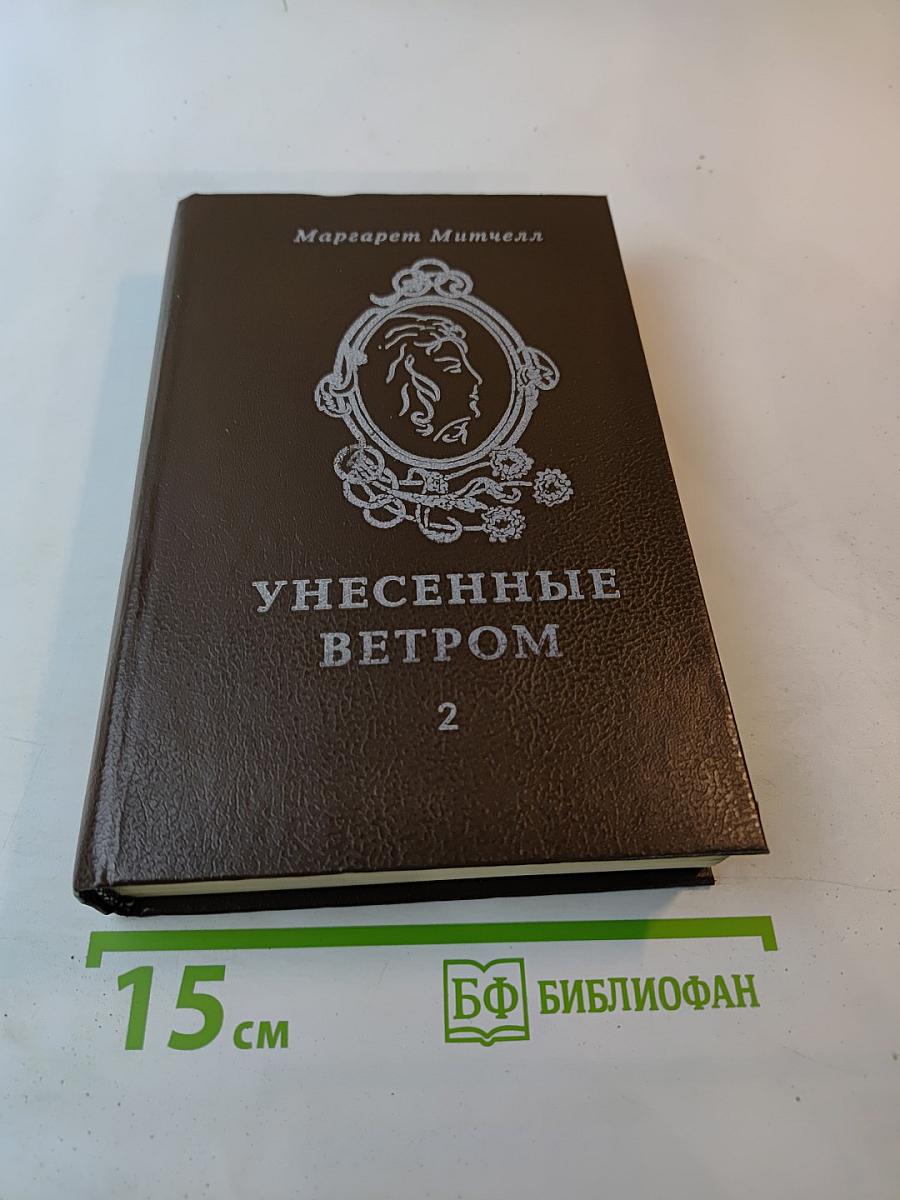 Маргарет Митчелл
УНЕСЕННЫЕ
ВЕТРОМ
2
15 см
БФ БИБЛИОФАН